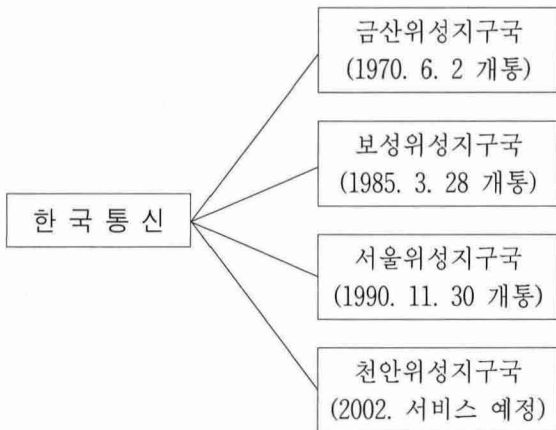 금산위성지구국
(1970. 6. 2 개통)
보성위성지구국
(1985. 3. 28 개통)
한 국 통 신
서울위성지구국
(1990. 11. 30 개통)
천안위성지구국
(2002. 서비스 예정)